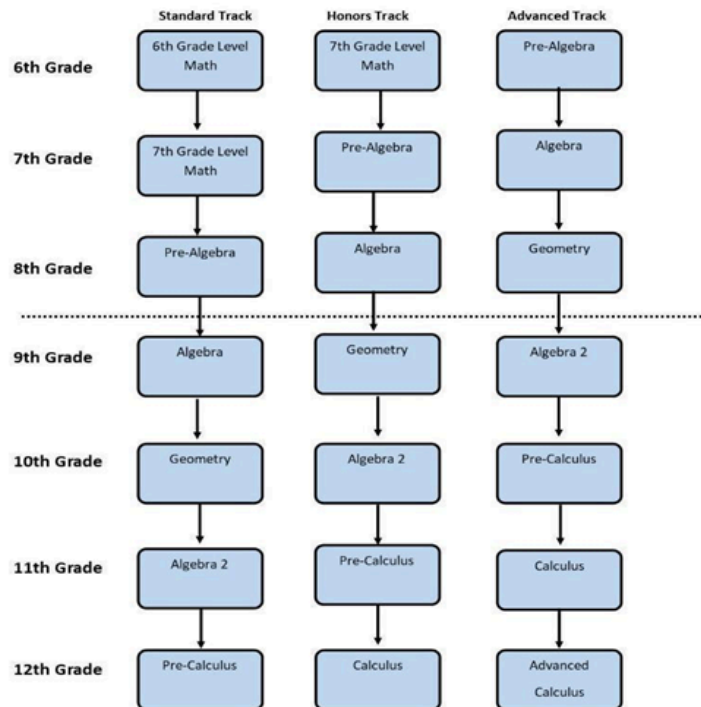 Standard Track Honors Track Advanced Track
6th Grade
6th Grade Level
Math
7th Grade Level
Math
Pre-Algebra
7th Grade
7th Grade Level
Math
Pre-Algebra
Algebra
8th Grade
Pre-Algebra
Algebra
Geometry
9th Grade
Algebra
Geometry
Algebra 2
10th Grade
Geometry
Algebra 2
Pre-Calculus
11th Grade
Algebra 2
Pre-Calculus
Calculus
12th Grade
Pre-Calculus
Calculus
Advanced
Calculus